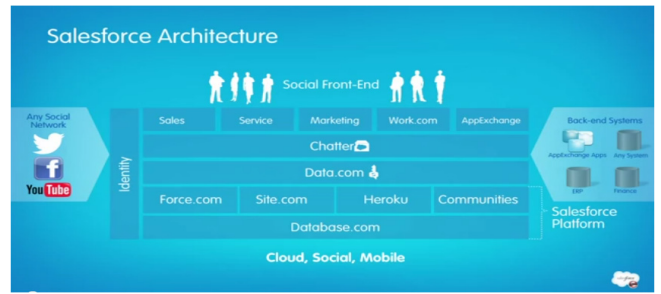 Salesforce Architecture
Social Front-End
Any Social
Network
f
You Tube
Identity
Sales
Service
Marketing
Work.com
AppExchange
Chatter
Data.com
Force.com
Site.com
Heroku
Communities
Database.com
Back-end Systems
AppExchange Apps
Any System
ERP
Finance
Salesforce
Platform
Cloud, Social, Mobile